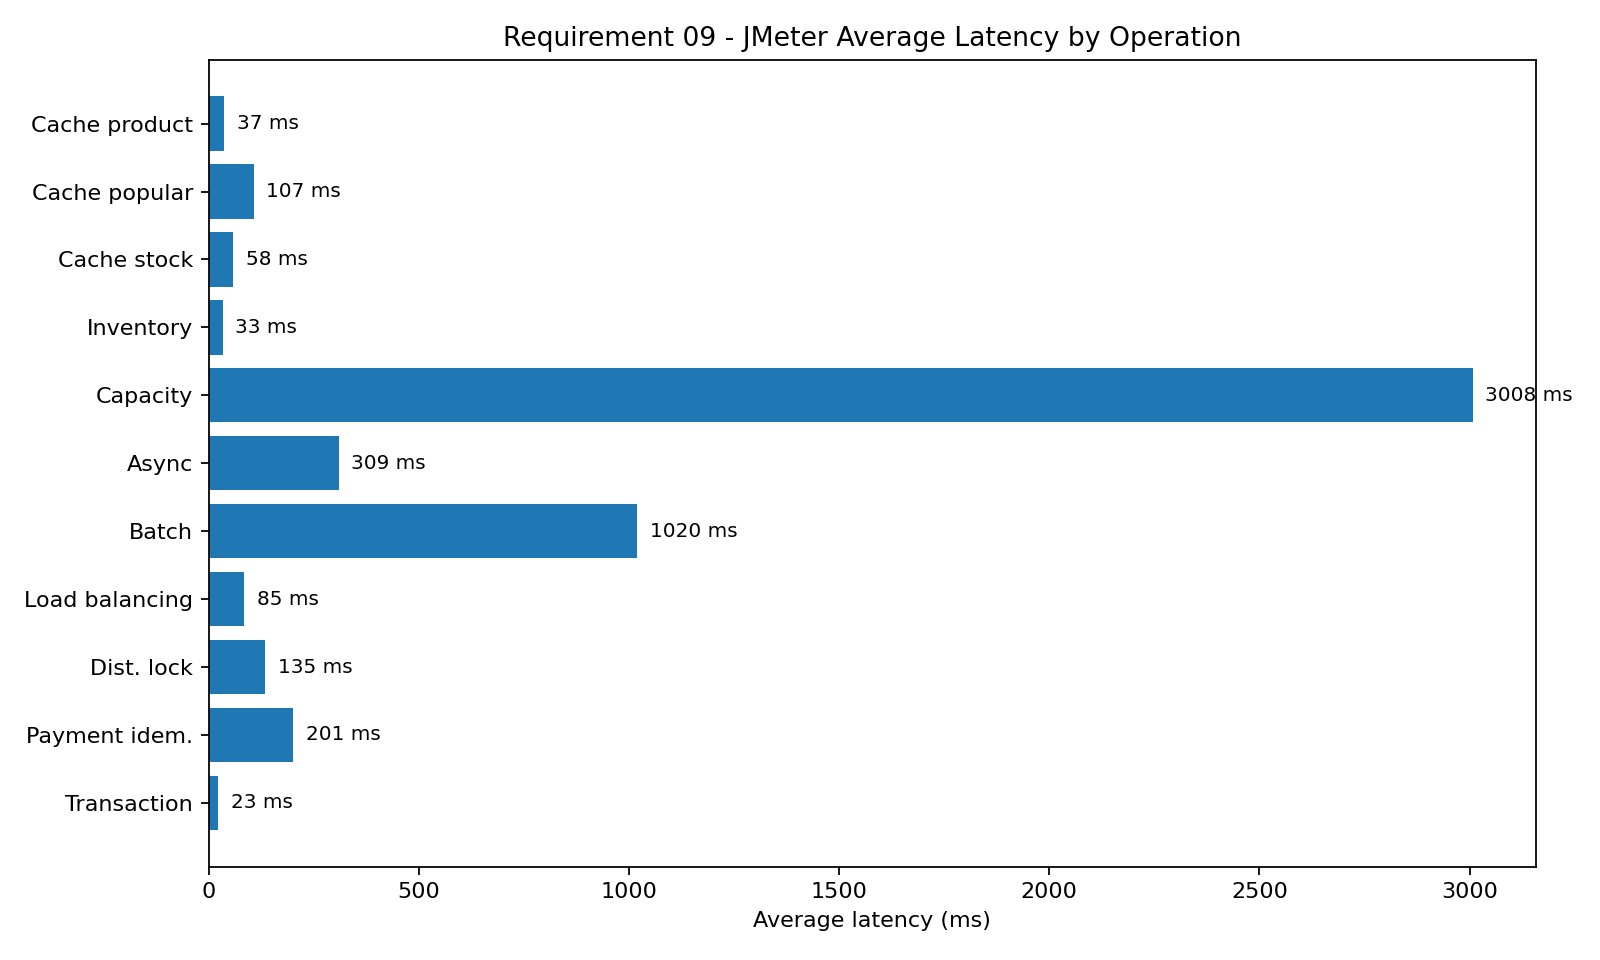 Requirement 09 - JMeter Average Latency by Operation
Cache product 37 ms
Cache popular 107 ms
Cache stock 58 ms
Inventory 33 ms
Capacity 3008 ms
Async 309 ms
Batch 1020 ms
Load balancing 85 ms
Dist. lock 135 ms
Payment idem. 201 ms
Transaction 23 ms
0 500 1000 1500 2000 2500 3000
Average latency (ms)